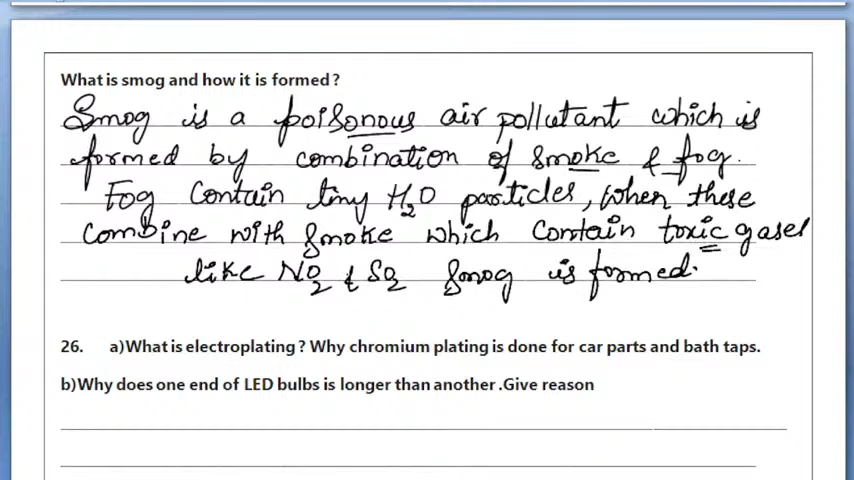 What is smog and how it is formed?
Smog is a poisonous air pollutant which is
formed by combination of smoke & fog.
Fog contain tiny H₂O particles, when these
combine with smoke which contain toxic gases
like NO₂ & SO₂ smog is formed.
26. a)What is electroplating? Why chromium plating is done for car parts and bath taps.
b)Why does one end of LED bulbs is longer than another .Give reason